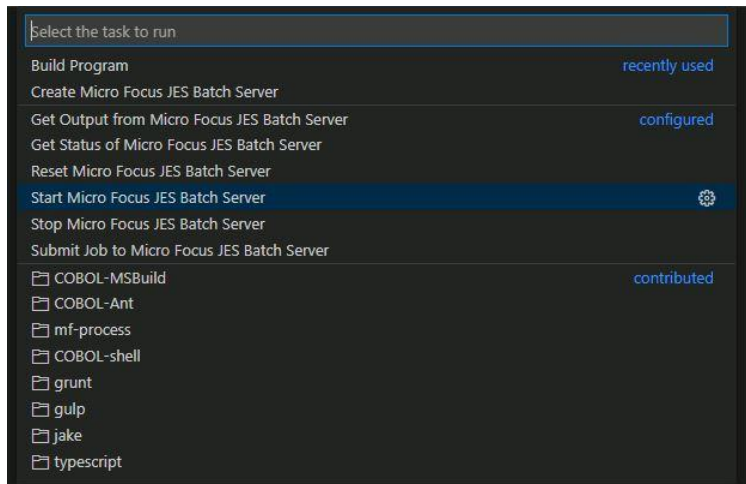 Select the task to run
Build Program recently used
Create Micro Focus JES Batch Server
Get Output from Micro Focus JES Batch Server configured
Get Status of Micro Focus JES Batch Server
Reset Micro Focus JES Batch Server
Start Micro Focus JES Batch Server
Stop Micro Focus JES Batch Server
Submit Job to Micro Focus JES Batch Server
COBOL-MSBuild contributed
COBOL-Ant
mf-process
COBOL-shell
grunt
gulp
jake
typescript